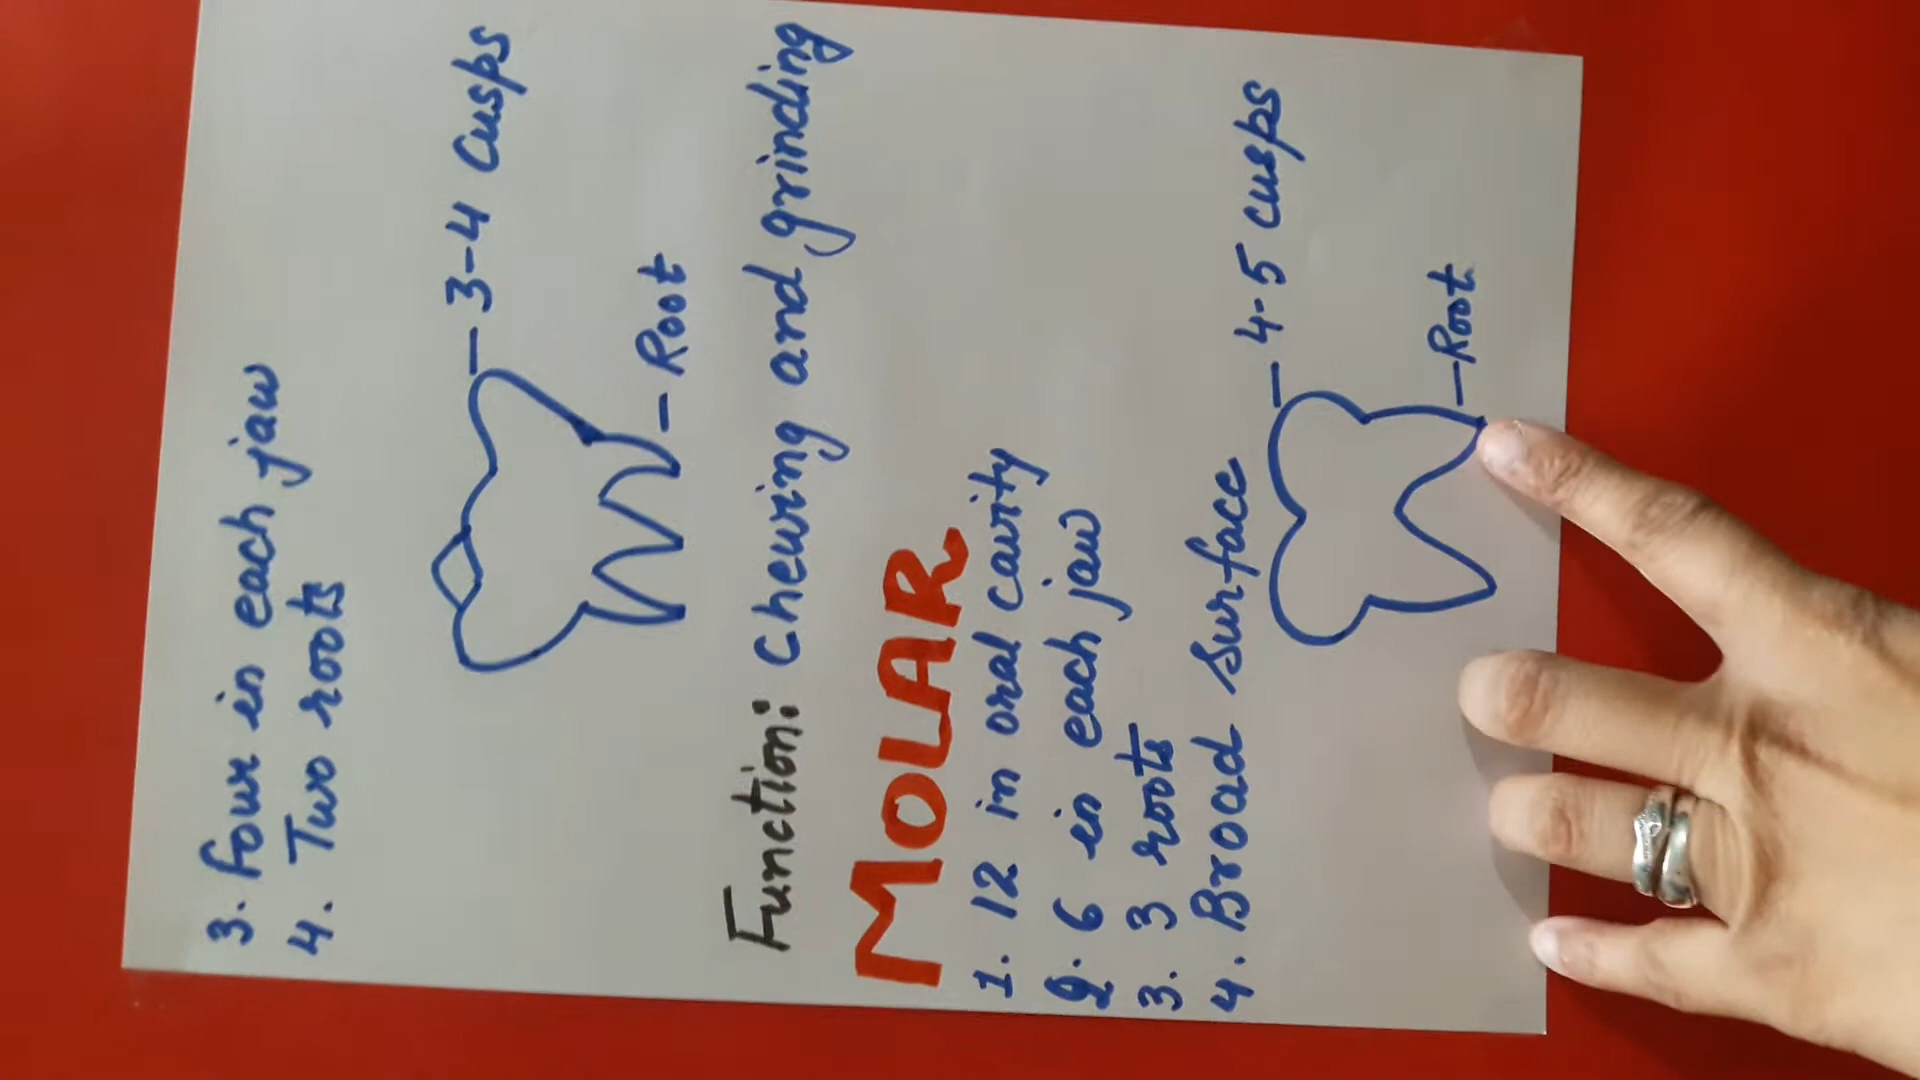 3. Four in each jaw
4. Two roots
3-4 Cusps
Root
Function: Chewing and grinding
MOLAR
1. 12 in oral cavity
2. 6 in each jaw
3. 3 roots
4. Broad surface
4-5 cusps
Root